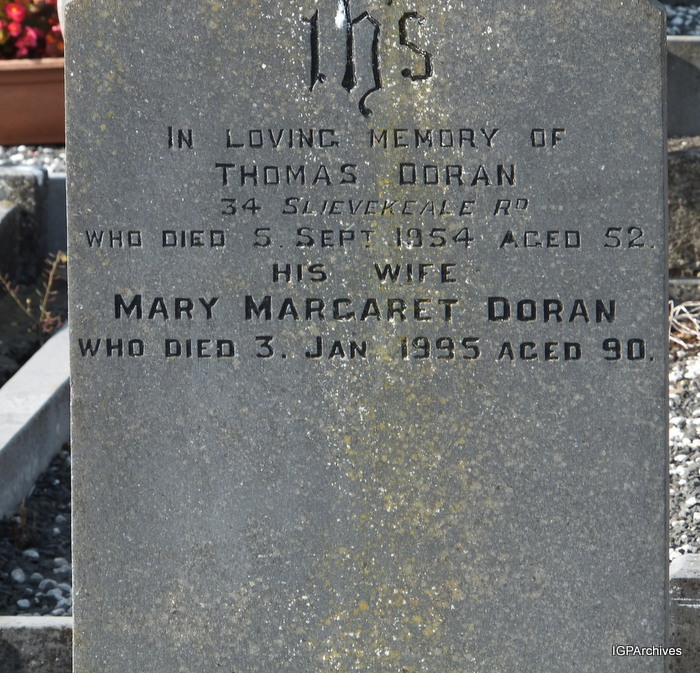 IHS
IN LOVING MEMORY OF
THOMAS DORAN
34 SLIEVEKEALE RD
WHO DIED 5. SEPT 1954 AGED 52.
HIS WIFE
MARY MARGARET DORAN
WHO DIED 3. JAN 1995 AGED 90.
IGPArchives